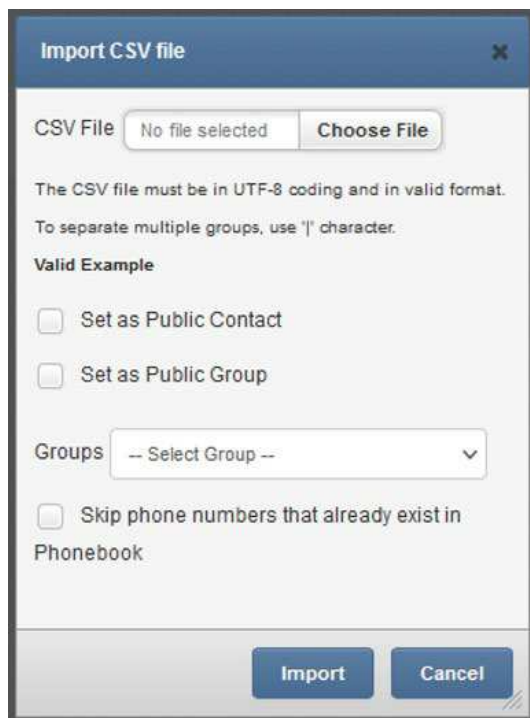 Import CSV file
CSV File No file selected Choose File
The CSV file must be in UTF-8 coding and in valid format.
To separate multiple groups, use '|' character.
Valid Example
Set as Public Contact
Set as Public Group
Groups -- Select Group --
Skip phone numbers that already exist in
Phonebook
Import Cancel